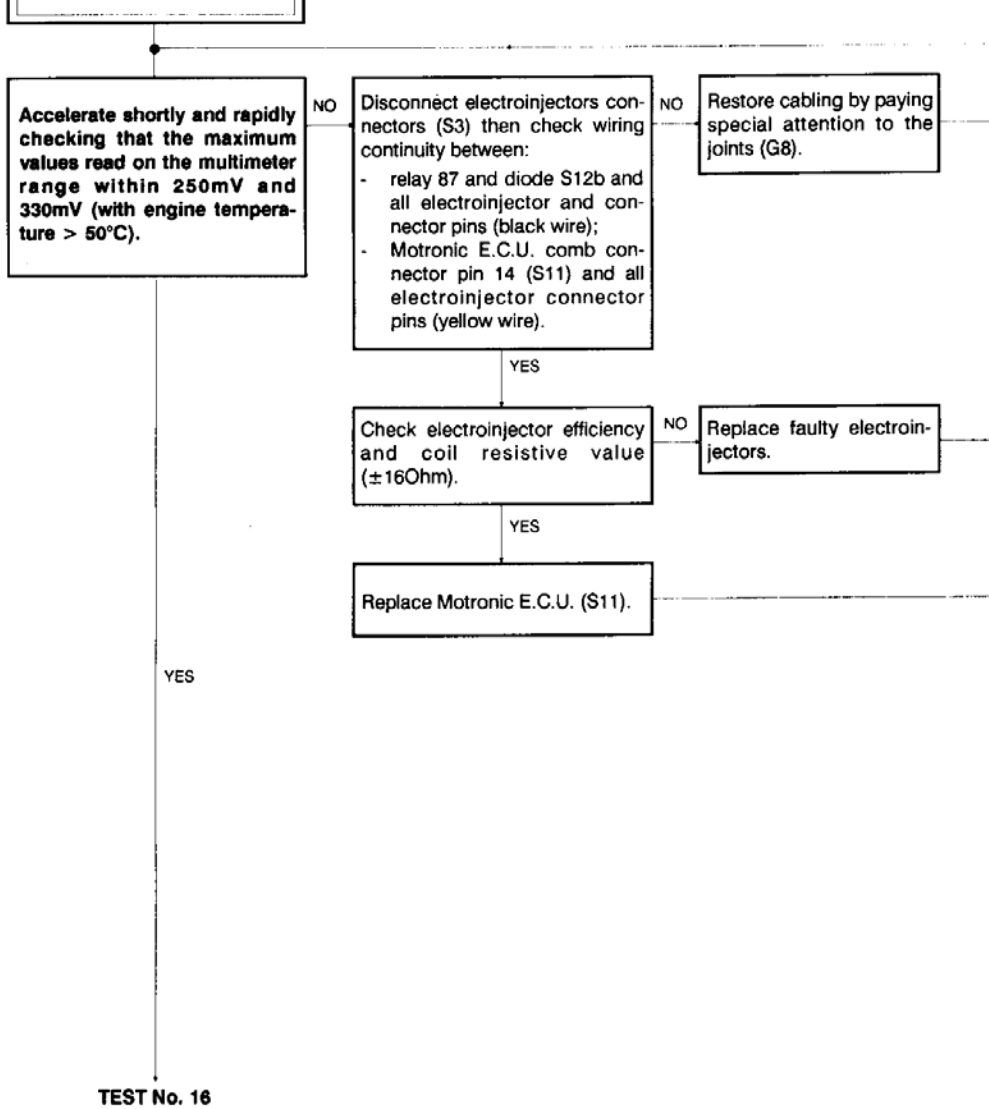 Accelerate shortly and rapidly
checking that the maximum
values read on the multimeter
range within 250mV and
330mV (with engine tempera-
ture > 50°C).
NO
Disconnect electroinjectors con-
nectors (S3) then check wiring
continuity between:
- relay 87 and diode S12b and
all electroinjector and con-
nector pins (black wire);
- Motronic E.C.U. comb con-
nector pin 14 (S11) and all
electroinjector connector
pins (yellow wire).
NO
Restore cabling by paying
special attention to the
joints (G8).
YES
Check electroinjector efficiency
and coil resistive value
(±16Ohm).
NO
Replace faulty electroin-
jectors.
YES
Replace Motronic E.C.U. (S11).
YES
TEST No. 16